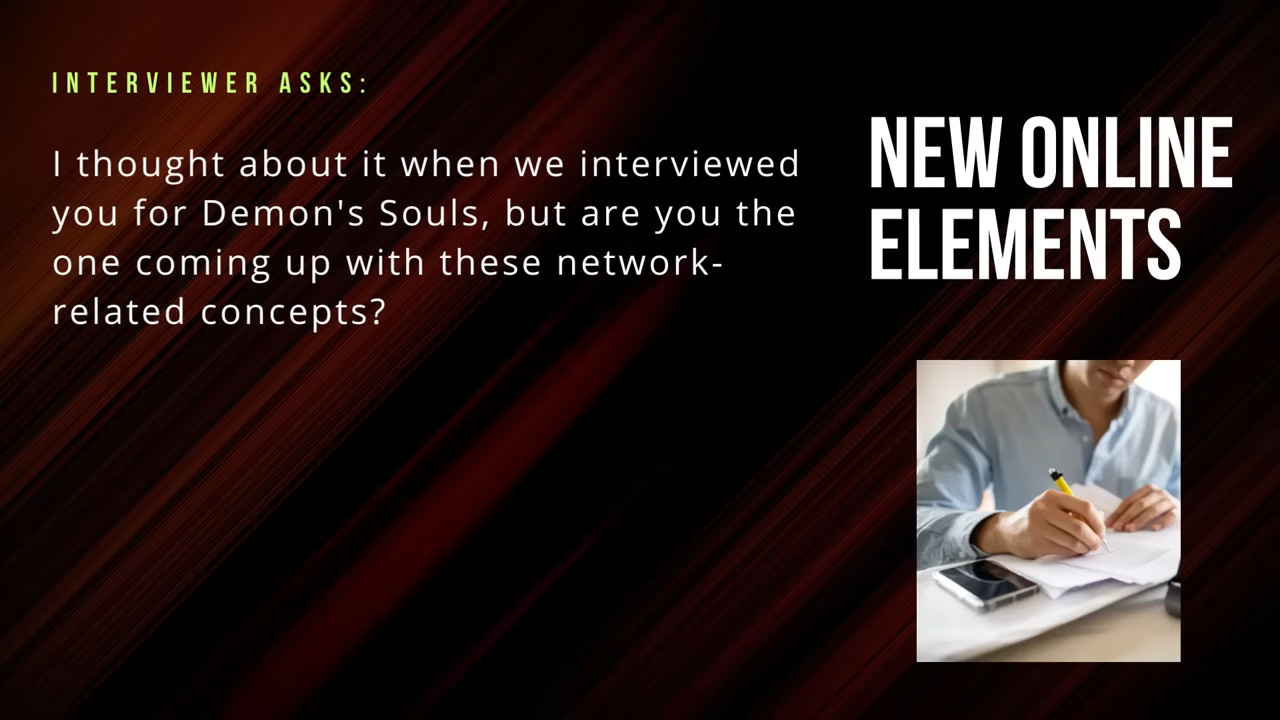 INTERVIEWER ASKS:
I thought about it when we interviewed
you for Demon's Souls, but are you the
one coming up with these network-
related concepts?
NEW ONLINE
ELEMENTS